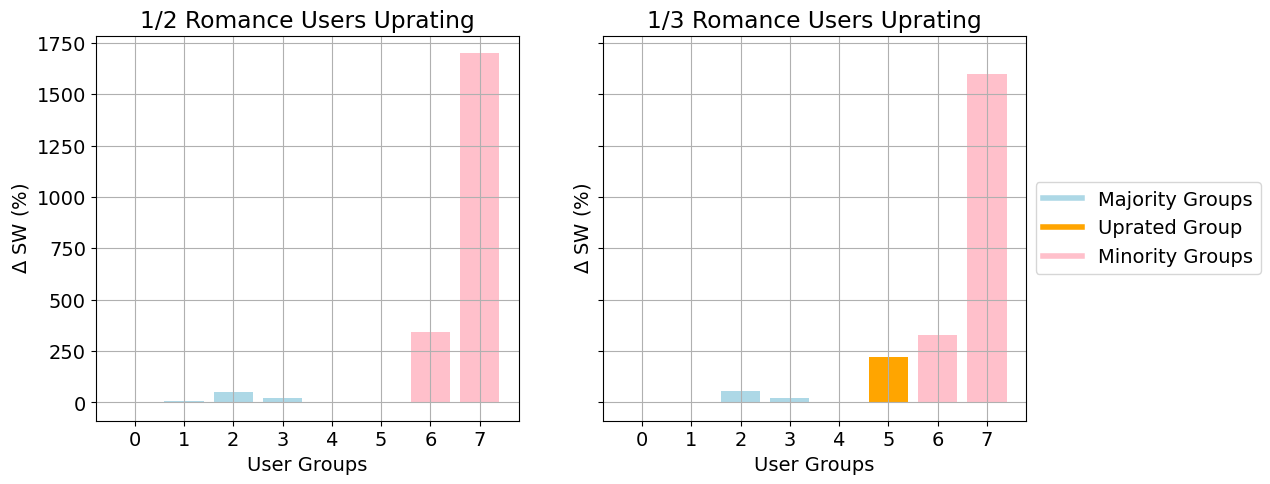 1/2 Romance Users Uprating
1/3 Romance Users Uprating
Δ SW (%)
1750
1500
1250
1000
750
500
250
0
0 1 2 3 4 5 6 7
User Groups
Δ SW (%)
0 1 2 3 4 5 6 7
User Groups
Majority Groups
Uprated Group
Minority Groups